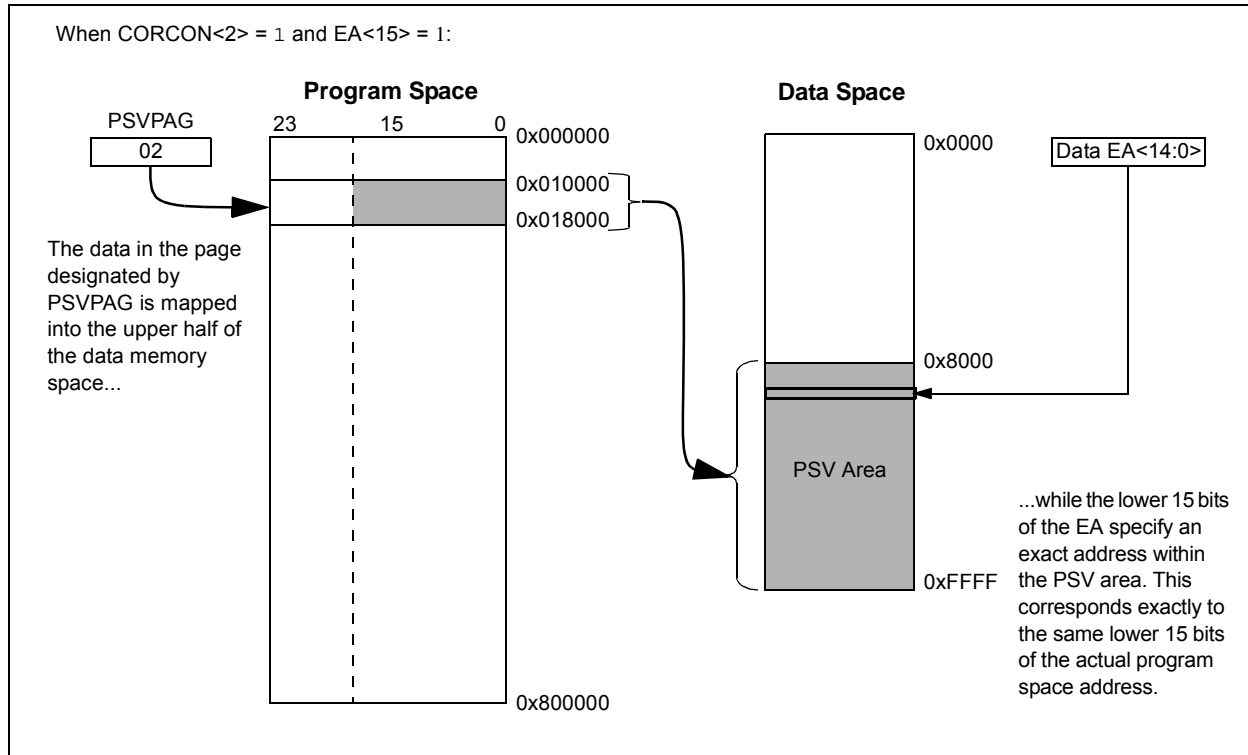 When CORCON<2> = 1 and EA<15> = 1:
Program Space
Data Space
PSVPAG
02
23 15 0
0x000000
0x010000
0x018000
0x800000
The data in the page
designated by
PSVPAG is mapped
into the upper half of
the data memory
space...
0x0000
0x8000
0xFFFF
PSV Area
Data EA<14:0>
...while the lower 15 bits
of the EA specify an
exact address within
the PSV area. This
corresponds exactly to
the same lower 15 bits
of the actual program
space address.